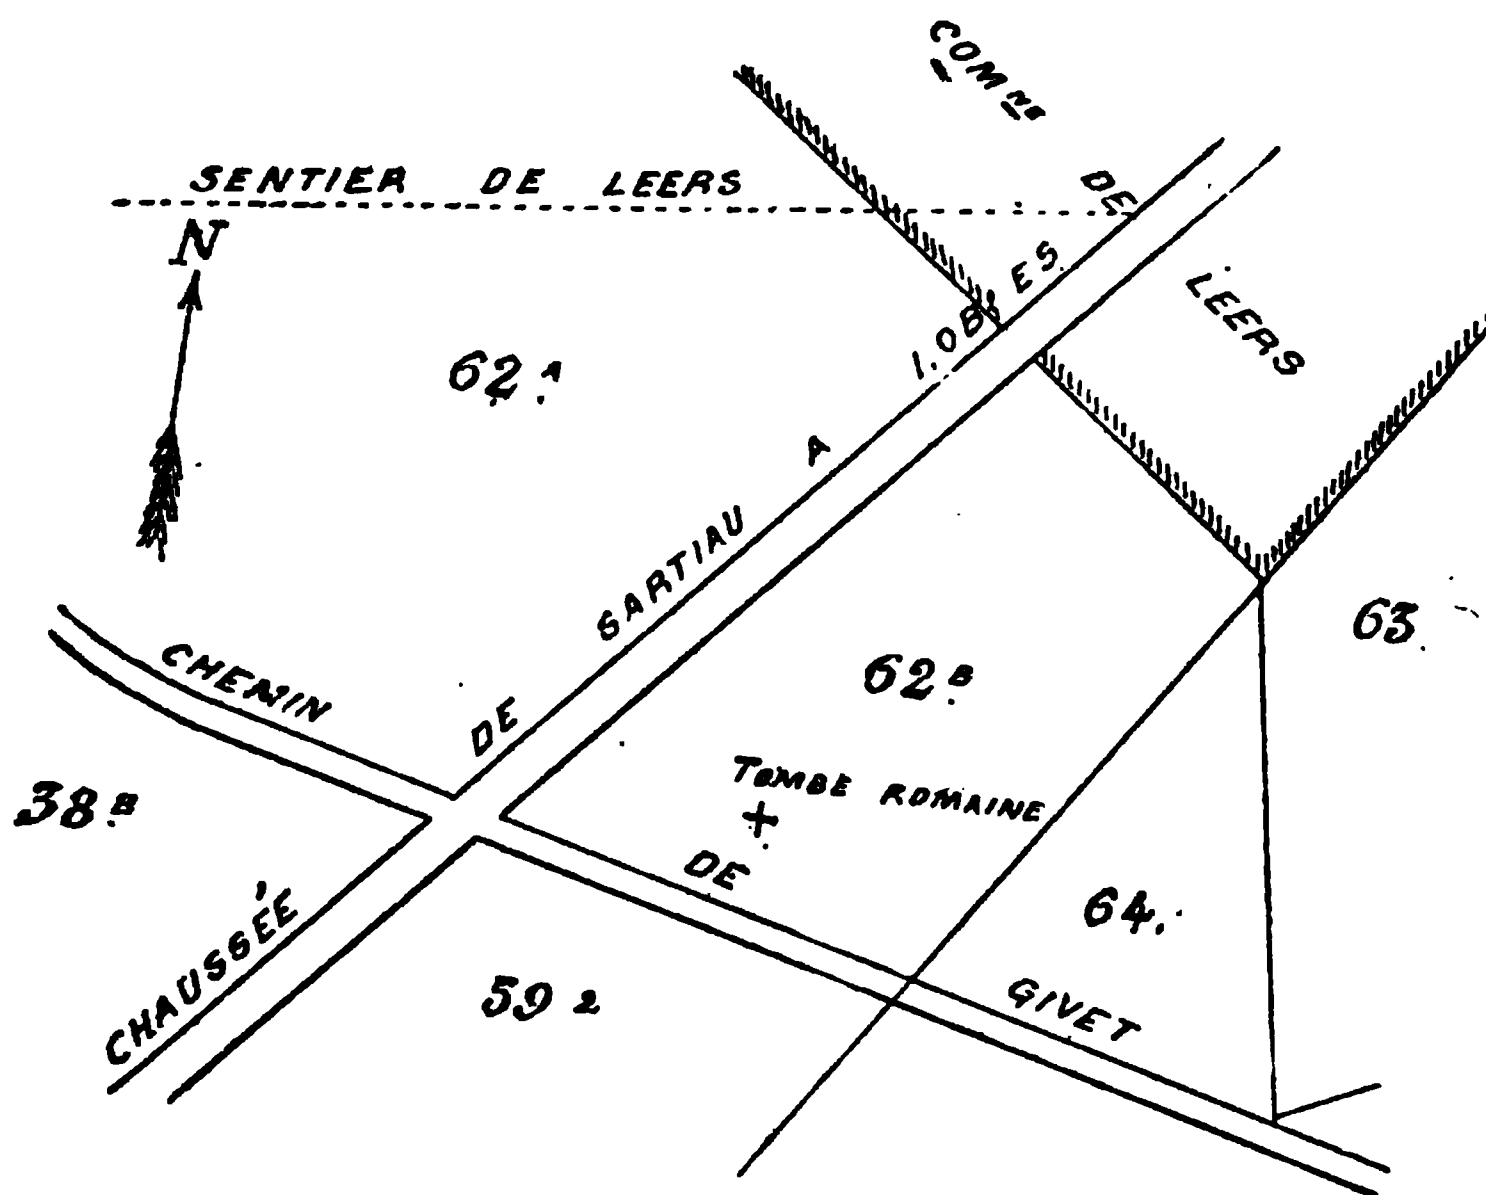 COMNE DE LEERS
SENTIER DE LEERS
N
62.A
CHAUSSÉE DE SARTIAU A LOBBES
63.
62.B
CHEMIN DE GIVET
TOMBE ROMAINE
38.B
64.
59 2